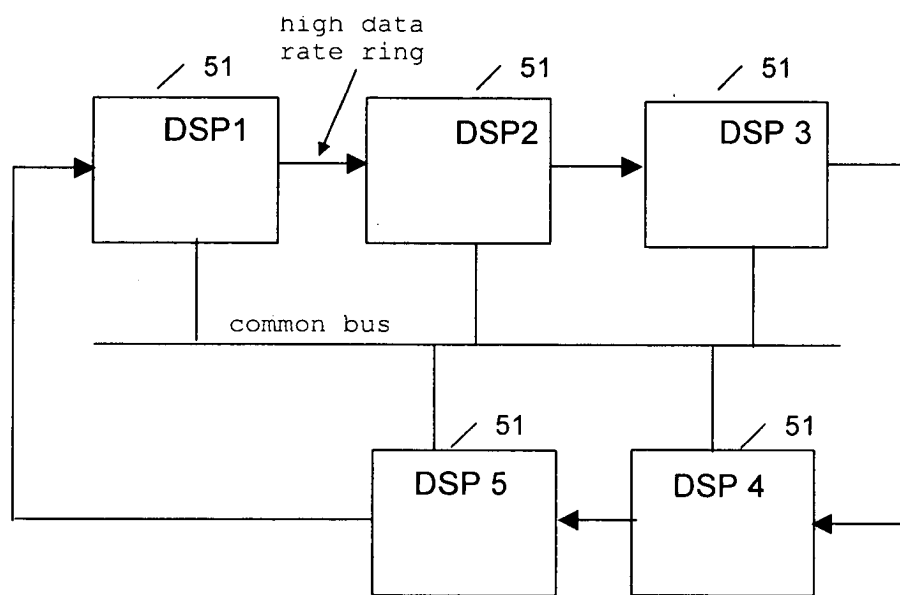 high data
rate ring
51
51
51
DSP1
DSP2
DSP 3
common bus
51
51
DSP 5
DSP 4